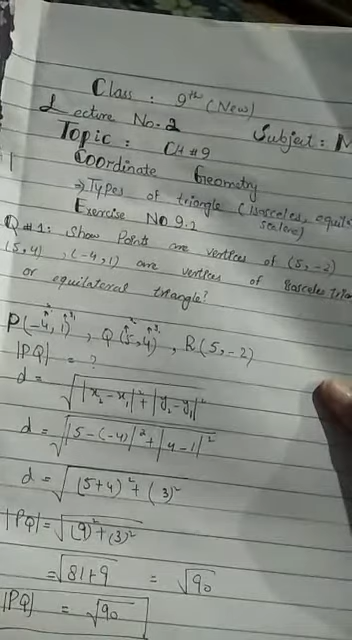 Class : 9th (New)
Lecture No. 2 Subject : M
Topic : CH # 9
Coordinate Geometry
⇒ Types of triangle (Isosceles, equil
scalene)
Exercise No 9.2
Q # 1 : Show Points are vertices of (5, -2)
(5, 4) , (-4, 1) are vertices of Isosceles tria
or equilateral triangle?
P(-4, 1) , Q(5, 4) , R(5, -2)
|PQ| = ?
d = √|x₂ - x₁|² + |y₂ - y₁|²
d = √|5 - (-4)|² + |4 - 1|²
d = √(5+4)² + (3)²
|PQ| = √(9)² + (3)²
= √81+9 = √90
|PQ| = √90